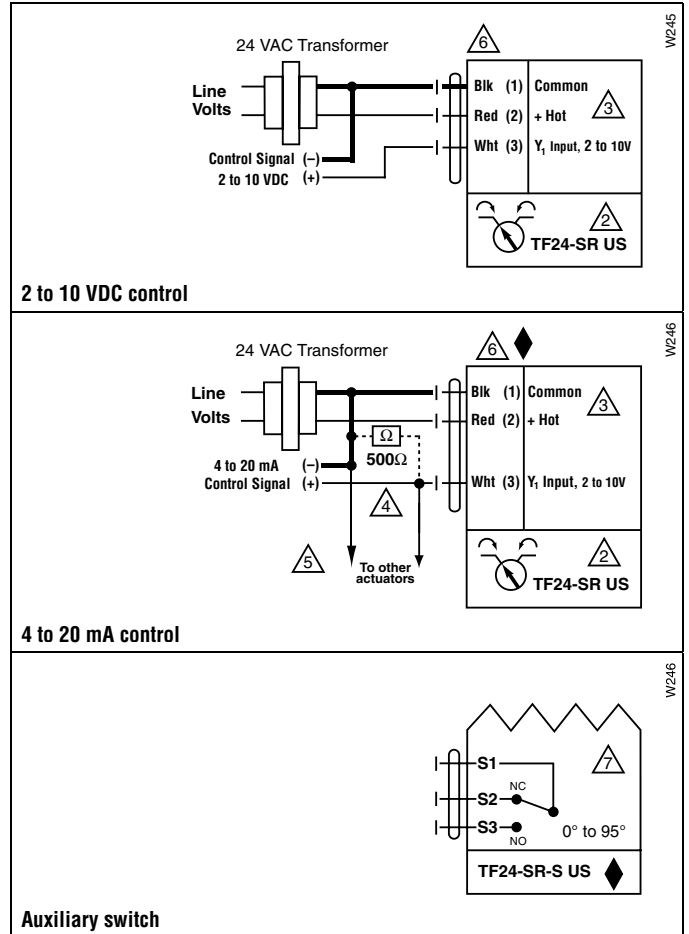 W245
24 VAC Transformer
6
Line
Volts
Blk (1) Common
3
Red (2) + Hot
Wht (3) Y₁ Input, 2 to 10V
Control Signal (–)
2 to 10 VDC (+)
2
TF24-SR US
2 to 10 VDC control
W246
24 VAC Transformer
6
Line
Volts
Blk (1) Common
3
Red (2) + Hot
Ω
500Ω
4 to 20 mA (–)
Control Signal (+)
Wht (3) Y₁ Input, 2 to 10V
4
5
To other
actuators
2
TF24-SR US
4 to 20 mA control
W246
S1
7
S2 NC
S3 NO
0° to 95°
TF24-SR-S US
Auxiliary switch